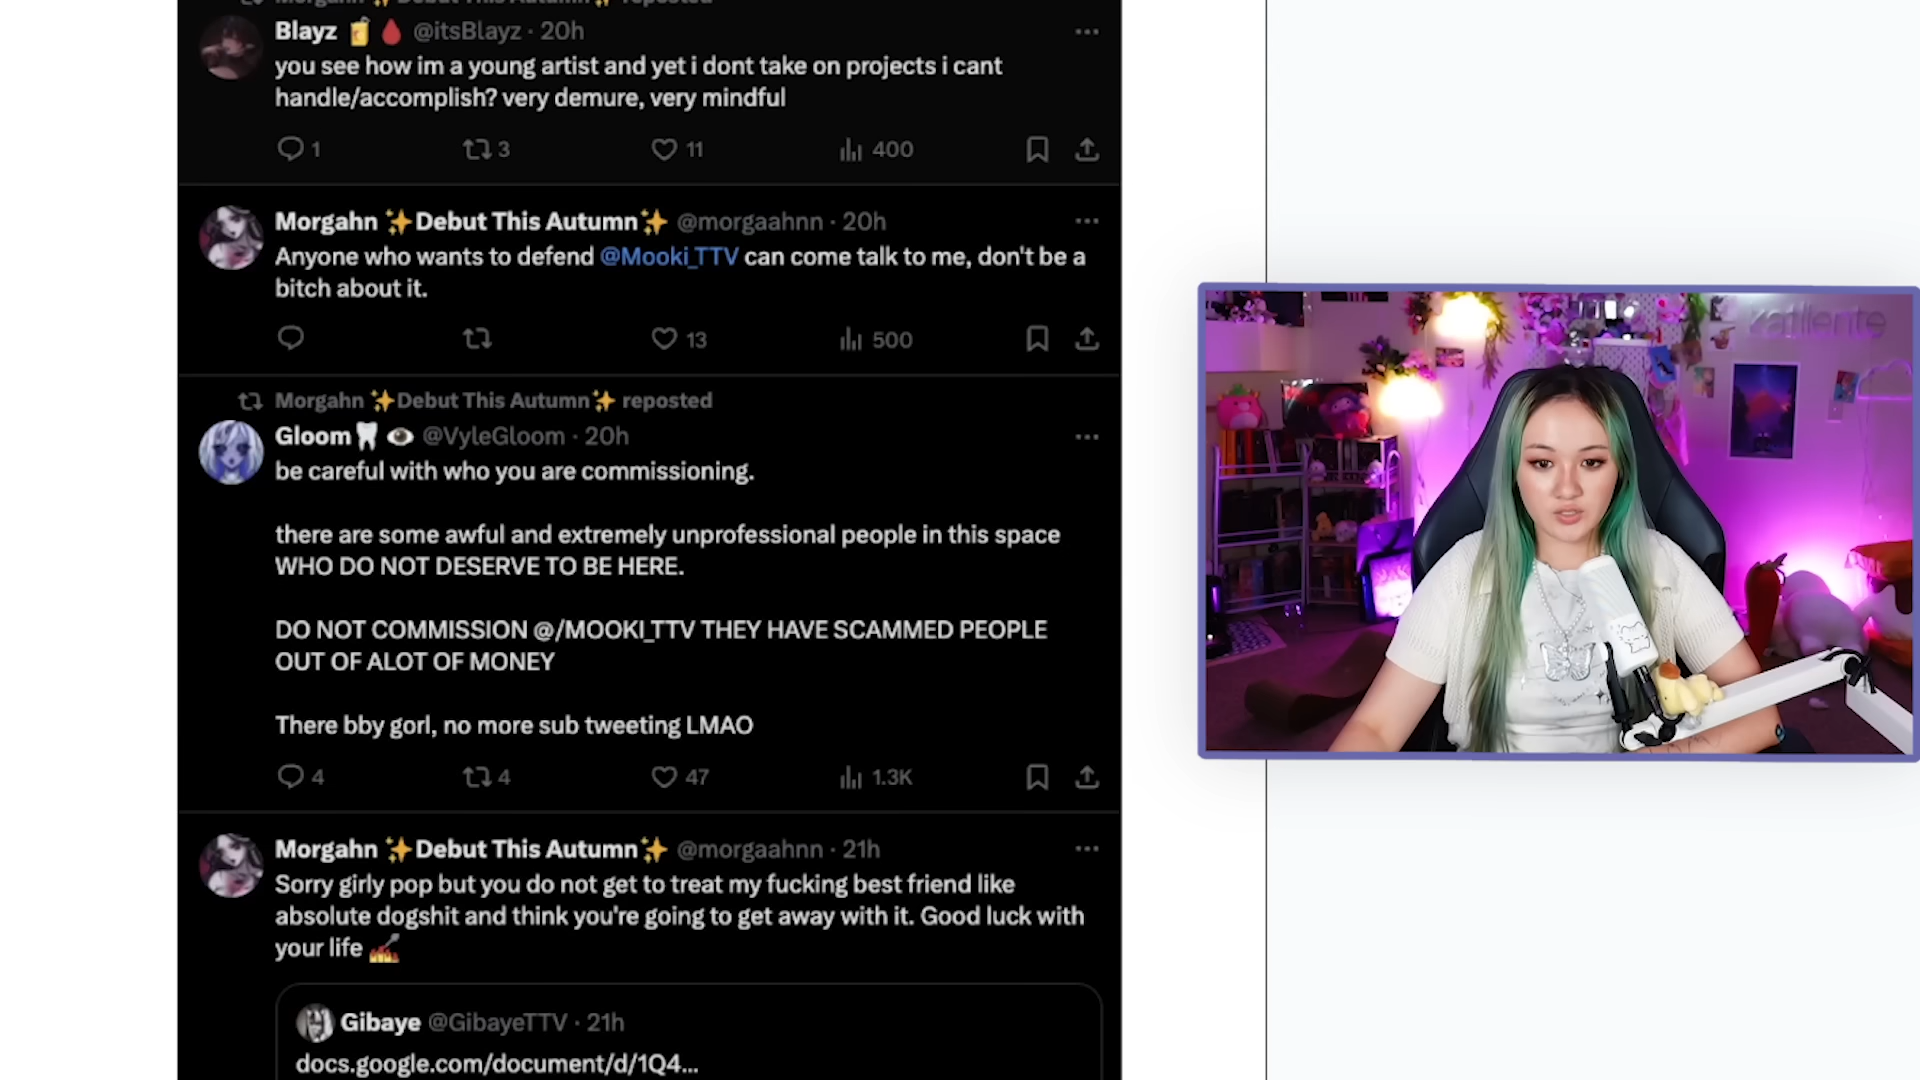 Morgahn ✨Debut This Autumn✨ reposted
Blayz 🧃🩸 @itsBlayz · 20h
you see how im a young artist and yet i dont take on projects i cant
handle/accomplish? very demure, very mindful
1 3 11 400
Morgahn ✨Debut This Autumn✨ @morgaahnn · 20h
Anyone who wants to defend @Mooki_TTV can come talk to me, don't be a
bitch about it.
13 500
Morgahn ✨Debut This Autumn✨ reposted
Gloom🦷 👁️ @VyleGloom · 20h
be careful with who you are commissioning.
there are some awful and extremely unprofessional people in this space
WHO DO NOT DESERVE TO BE HERE.
DO NOT COMMISSION @/MOOKI_TTV THEY HAVE SCAMMED PEOPLE
OUT OF ALOT OF MONEY
There bby gorl, no more sub tweeting LMAO
4 4 47 1.3K
Morgahn ✨Debut This Autumn✨ @morgaahnn · 21h
Sorry girly pop but you do not get to treat my fucking best friend like
absolute dogshit and think you're going to get away with it. Good luck with
your life
Gibaye @GibayeTTV · 21h
docs.google.com/document/d/1Q4...